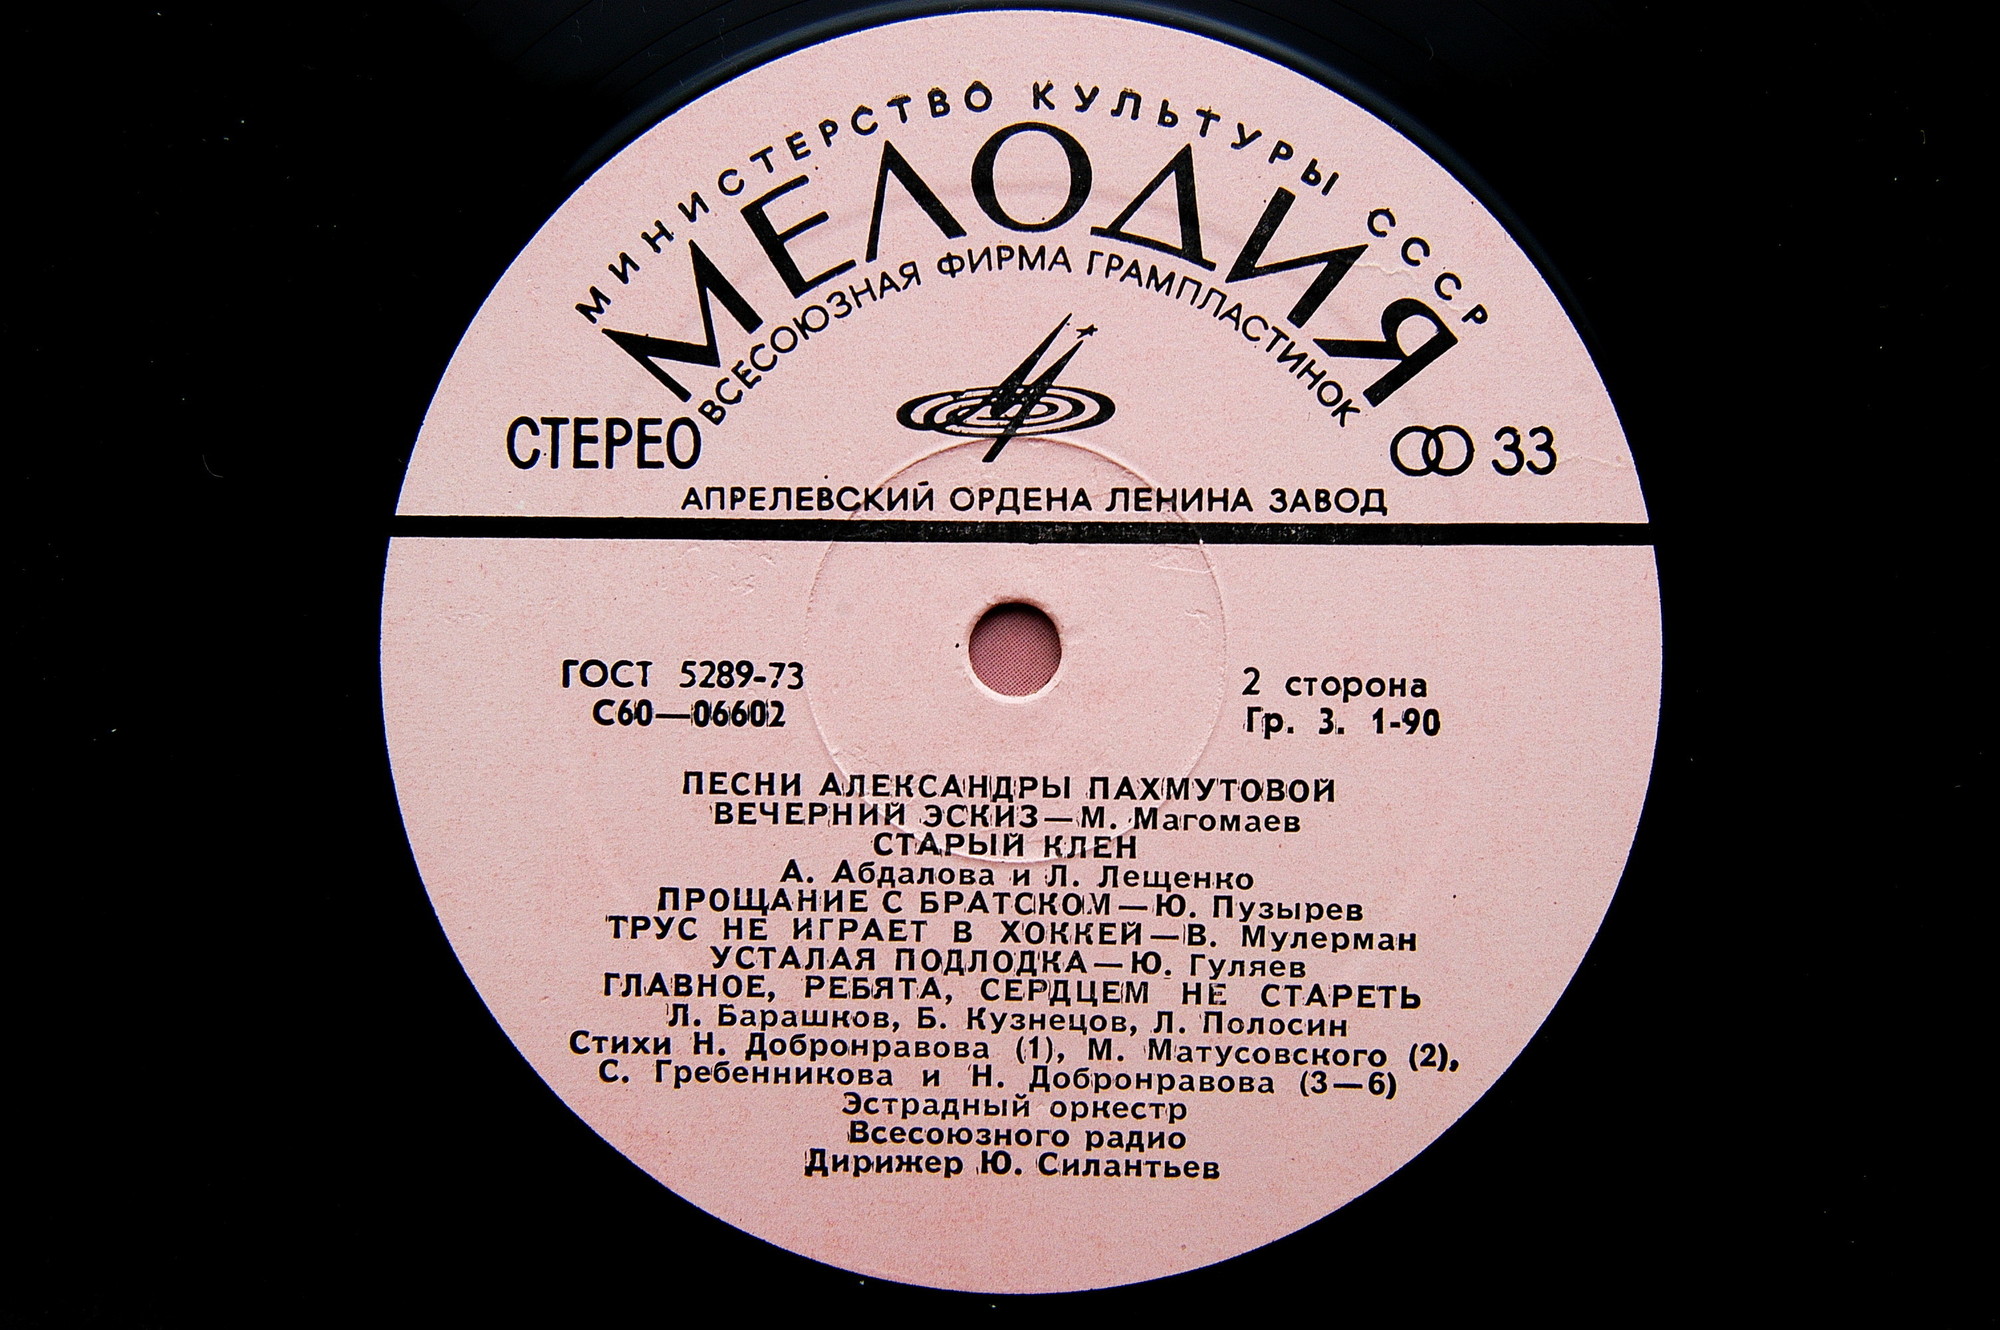 МИНИСТЕРСТВО КУЛЬТУРЫ СССР
МЕЛОДИЯ
ВСЕСОЮЗНАЯ ФИРМА ГРАМПЛАСТИНОК
СТЕРЕО
33
АПРЕЛЕВСКИЙ ОРДЕНА ЛЕНИНА ЗАВОД
ГОСТ 5289-73
С60—06602
2 сторона
Гр. 3. 1-90
ПЕСНИ АЛЕКСАНДРЫ ПАХМУТОВОЙ
ВЕЧЕРНИЙ ЭСКИЗ—М. Магомаев
СТАРЫЙ КЛЕН
А. Абдалова и Л. Лещенко
ПРОЩАНИЕ С БРАТСКОМ—Ю. Пузырев
ТРУС НЕ ИГРАЕТ В ХОККЕЙ—В. Мулерман
УСТАЛАЯ ПОДЛОДКА—Ю. Гуляев
ГЛАВНОЕ, РЕБЯТА, СЕРДЦЕМ НЕ СТАРЕТЬ
Л. Барашков, Б. Кузнецов, Л. Полосин
Стихи Н. Добронравова (1), М. Матусовского (2),
С. Гребенникова и Н. Добронравова (3—6)
Эстрадный оркестр
Всесоюзного радио
Дирижер Ю. Силантьев